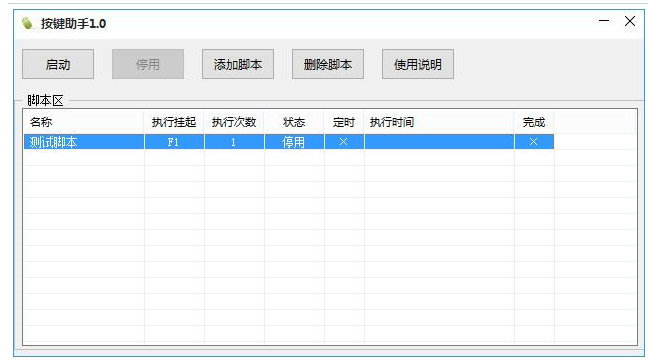 按键助手1.0
启动 停用 添加脚本 删除脚本 使用说明
脚本区
名称 执行挂起 执行次数 状态 定时 执行时间 完成
测试脚本 F1 1 停用 × ×